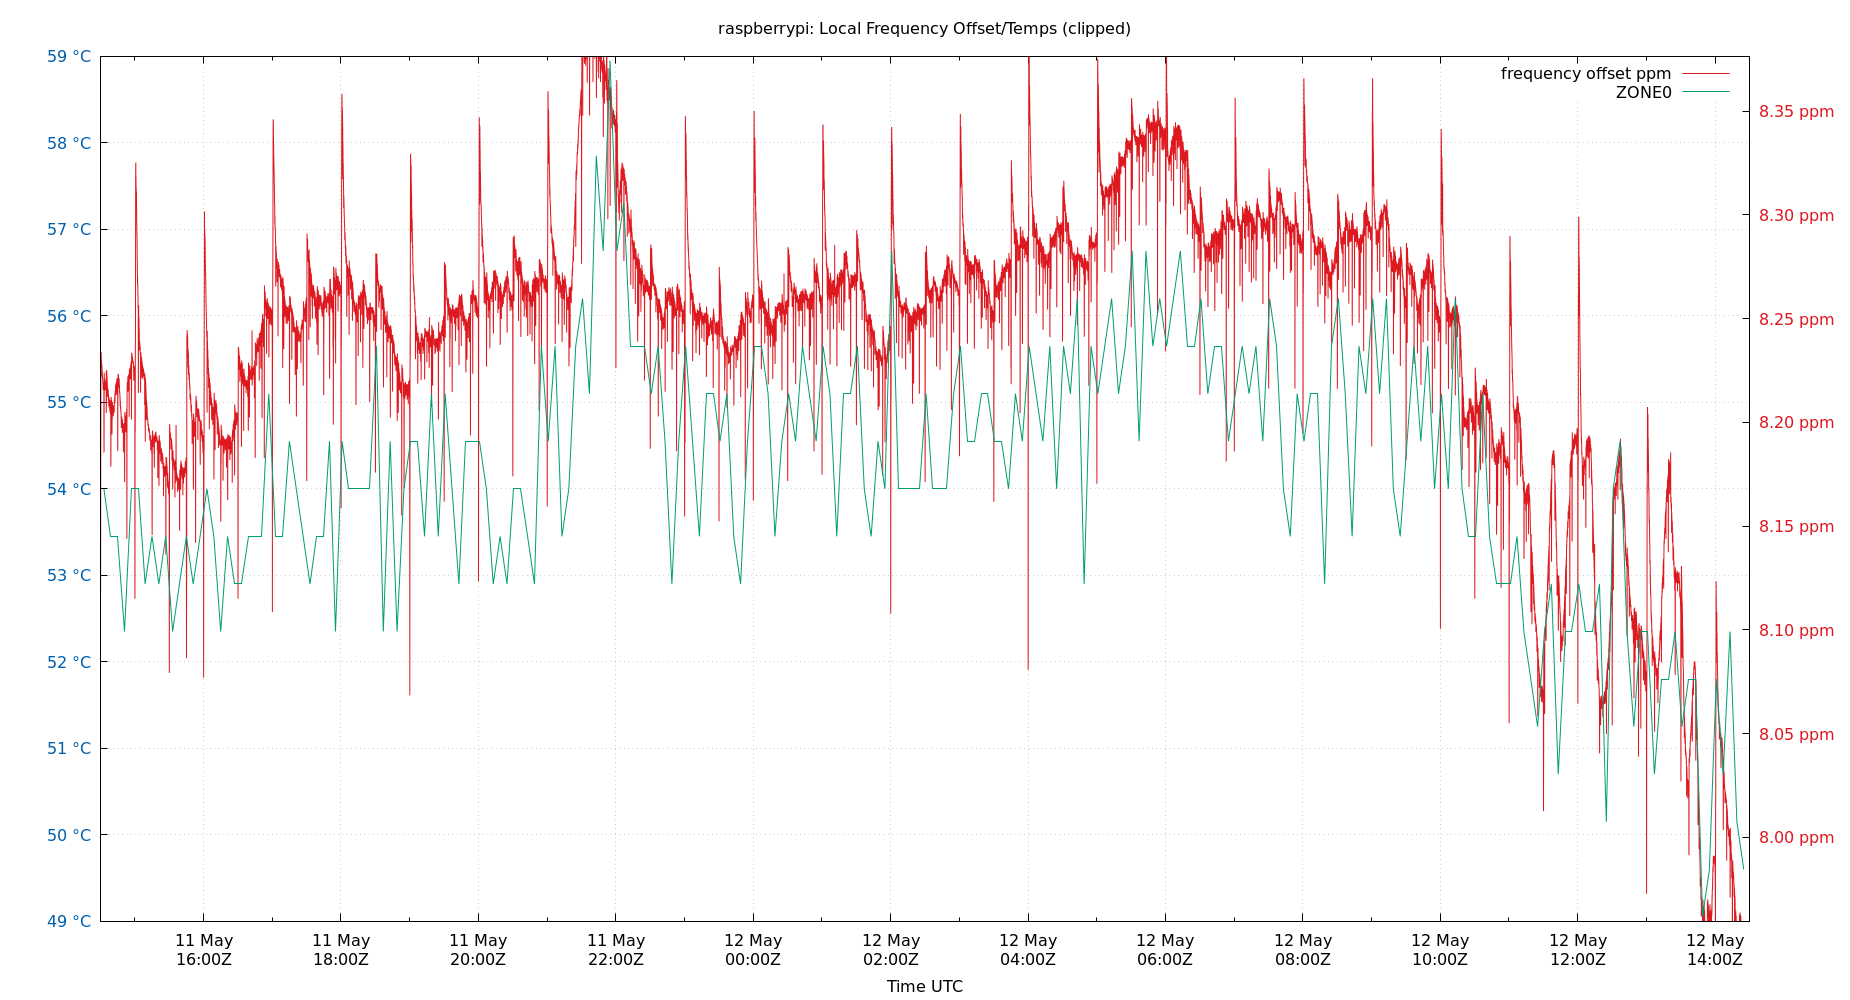 raspberrypi: Local Frequency Offset/Temps (clipped)
frequency offset ppm
ZONE0
59 °C
58 °C
57 °C
56 °C
55 °C
54 °C
53 °C
52 °C
51 °C
50 °C
49 °C
8.35 ppm
8.30 ppm
8.25 ppm
8.20 ppm
8.15 ppm
8.10 ppm
8.05 ppm
8.00 ppm
11 May 11 May 11 May 11 May 12 May 12 May 12 May 12 May 12 May 12 May 12 May 12 May
16:00Z 18:00Z 20:00Z 22:00Z 00:00Z 02:00Z 04:00Z 06:00Z 08:00Z 10:00Z 12:00Z 14:00Z
Time UTC